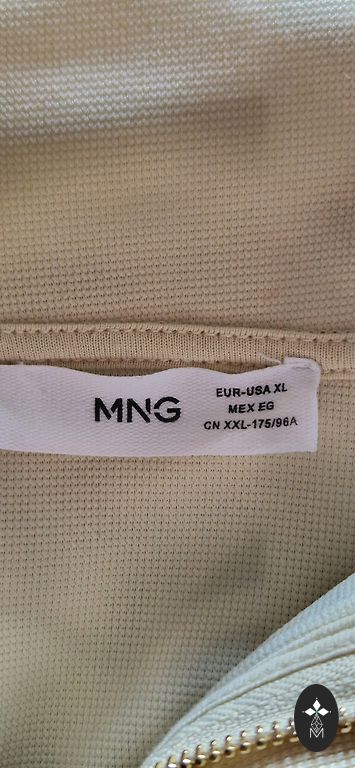 MNG
EUR-USA XL
MEX EG
CN XXL-175/96A
M